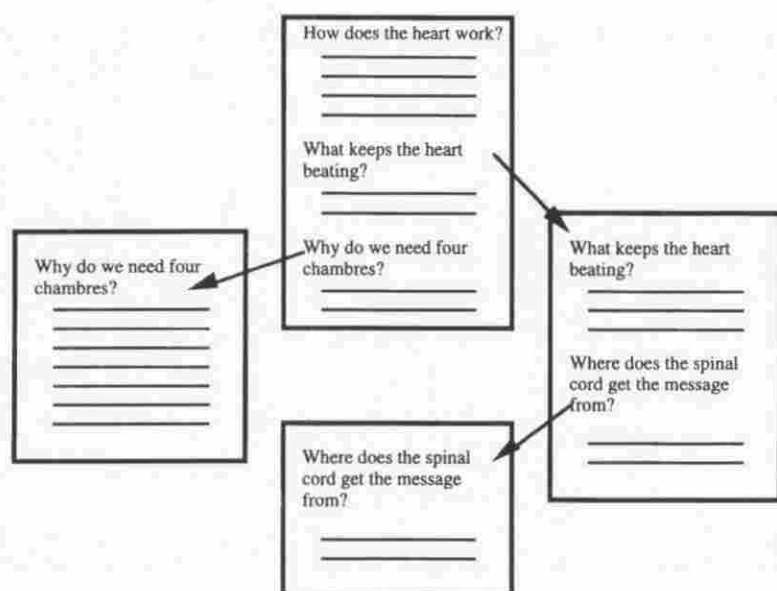 How does the heart work?
What keeps the heart
beating?
Why do we need four
chambres?
Why do we need four
chambres?
What keeps the heart
beating?
Where does the spinal
cord get the message
from?
Where does the spinal
cord get the message
from?